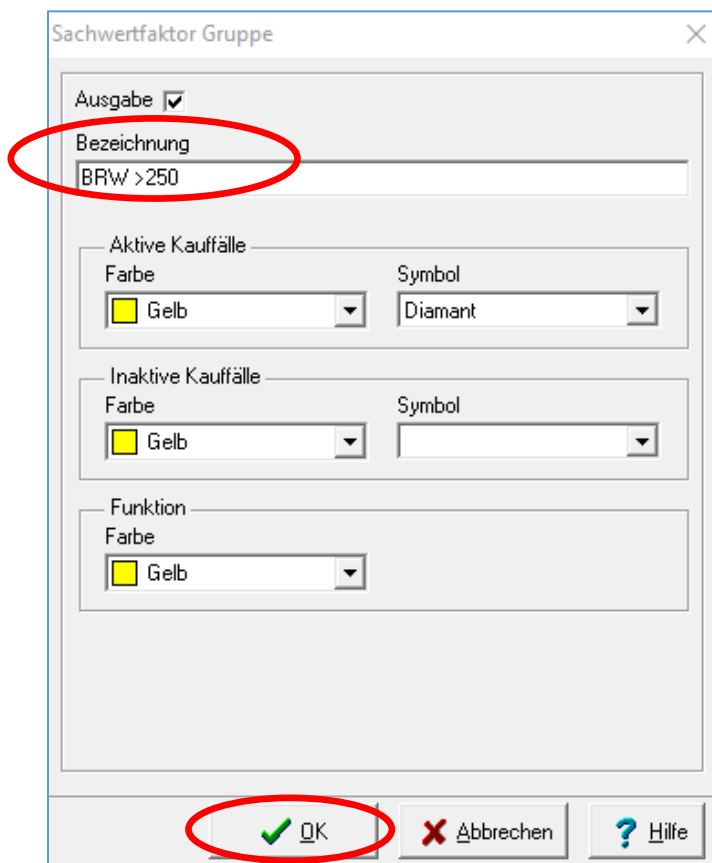 Sachwertfaktor Gruppe
Ausgabe
Bezeichnung
BRW >250
Aktive Kauffälle
Farbe Symbol
Gelb Diamant
Inaktive Kauffälle
Farbe Symbol
Gelb
Funktion
Farbe
Gelb
OK Abbrechen ? Hilfe